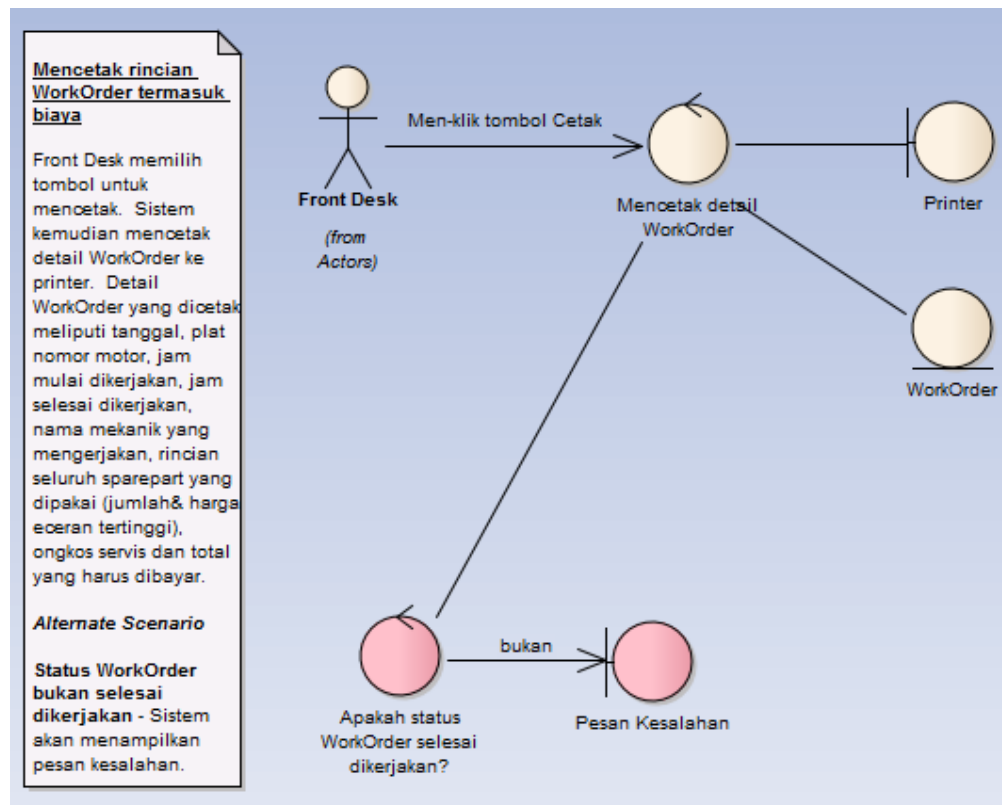 Mencetak rincian
WorkOrder termasuk
biaya
Front Desk memilih
tombol untuk
mencetak. Sistem
kemudian mencetak
detail WorkOrder ke
printer. Detail
WorkOrder yang dicetak
meliputi tanggal, plat
nomor motor, jam
mulai dikerjakan, jam
selesai dikerjakan,
nama mekanik yang
mengerjakan, rincian
seluruh sparepart yang
dipakai (jumlah& harga
eceran tertinggi),
ongkos servis dan total
yang harus dibayar.
Alternate Scenario
Status WorkOrder
bukan selesai
dikerjakan - Sistem
akan menampilkan
pesan kesalahan.
Men-klik tombol Cetak
Front Desk
(from
Actors)
Mencetak detail
WorkOrder
Printer
WorkOrder
bukan
Apakah status
WorkOrder selesai
dikerjakan?
Pesan Kesalahan